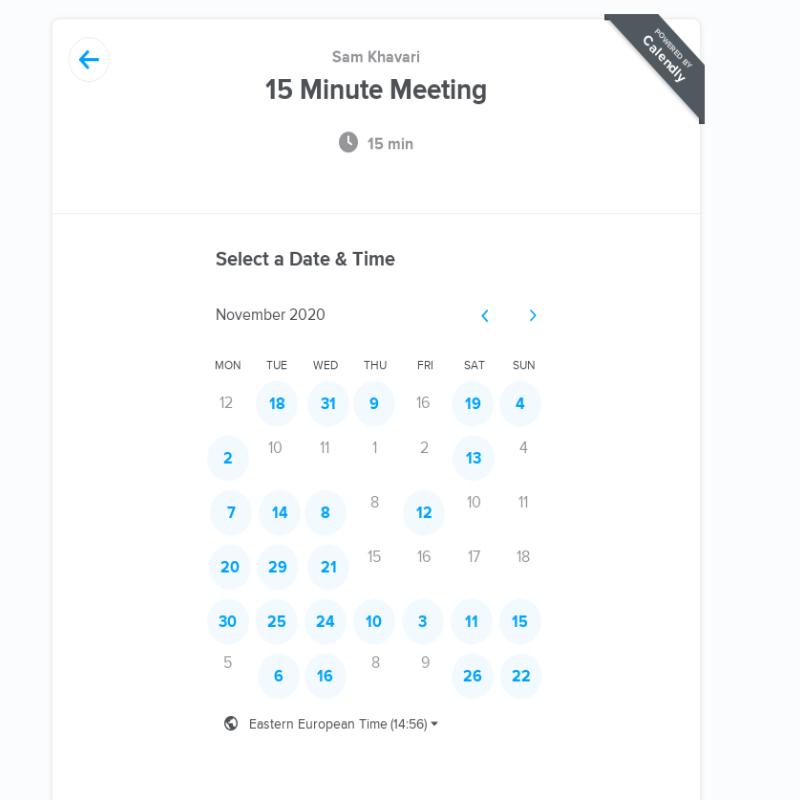 POWERED BY
Calendly
Sam Khavari
15 Minute Meeting
15 min
Select a Date & Time
November 2020
MON TUE WED THU FRI SAT SUN
12 18 31 9 16 19 4
2 10 11 1 2 13 4
7 14 8 8 12 10 11
20 29 21 15 16 17 18
30 25 24 10 3 11 15
5 6 16 8 9 26 22
Eastern European Time (14:56)